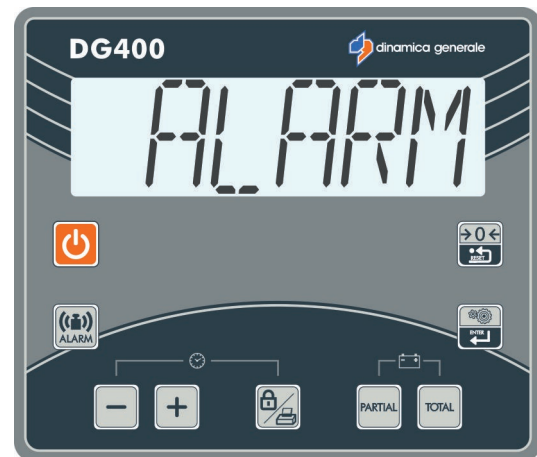 DG400
dinamica generale
ALARM
→0←
RESET
ALARM
ENTER
- +
PARTIAL TOTAL